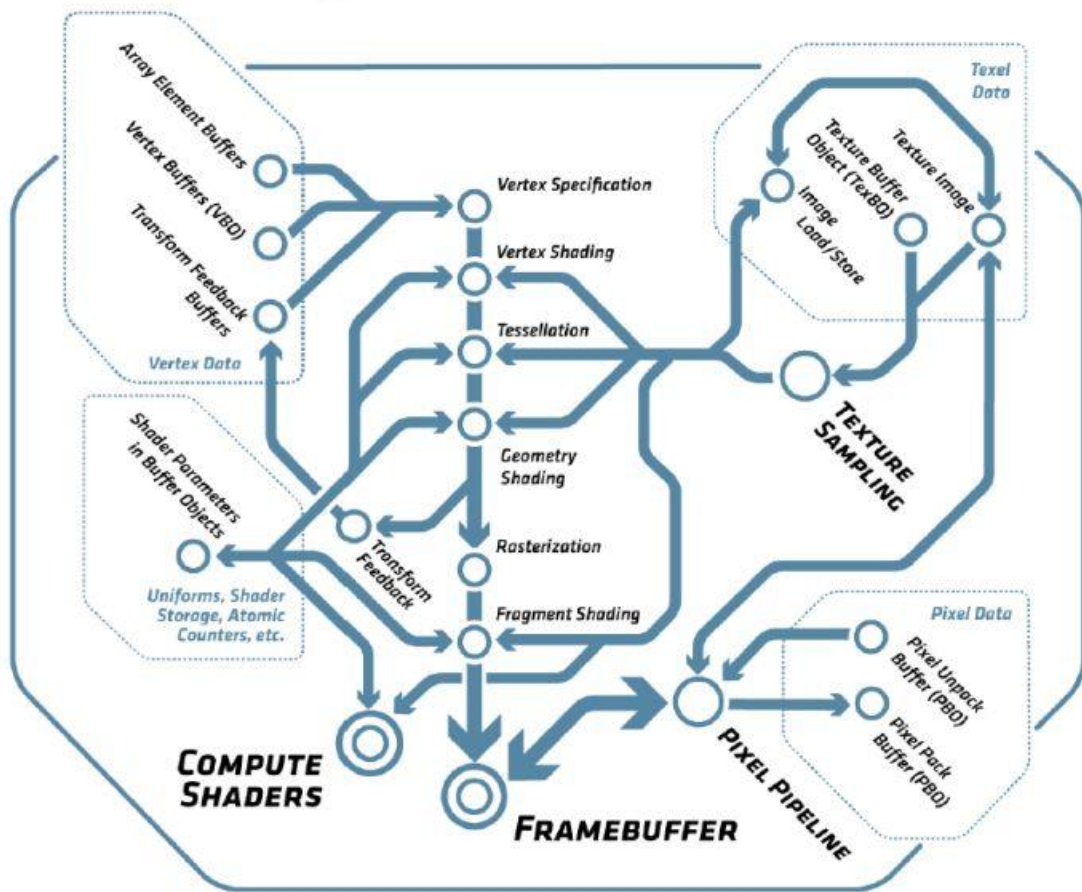 Array Element Buffers
Vertex Buffers (VBO)
Transform Feedback
Buffers
Vertex Data
Texel
Data
Texture Buffer
Object (TexBO)
Texture Image
Image
Load/Store
Vertex Specification
Vertex Shading
Tessellation
Geometry
Shading
TEXTURE
SAMPLING
Shader Parameters
in Buffer Objects
Uniforms, Shader
Storage, Atomic
Counters, etc.
Transform
Feedback
Rasterization
Fragment Shading
Pixel Data
Pixel Unpack
Buffer (PBO)
Pixel Pack
Buffer (PBO)
COMPUTE
SHADERS
FRAMEBUFFER
PIXEL PIPELINE